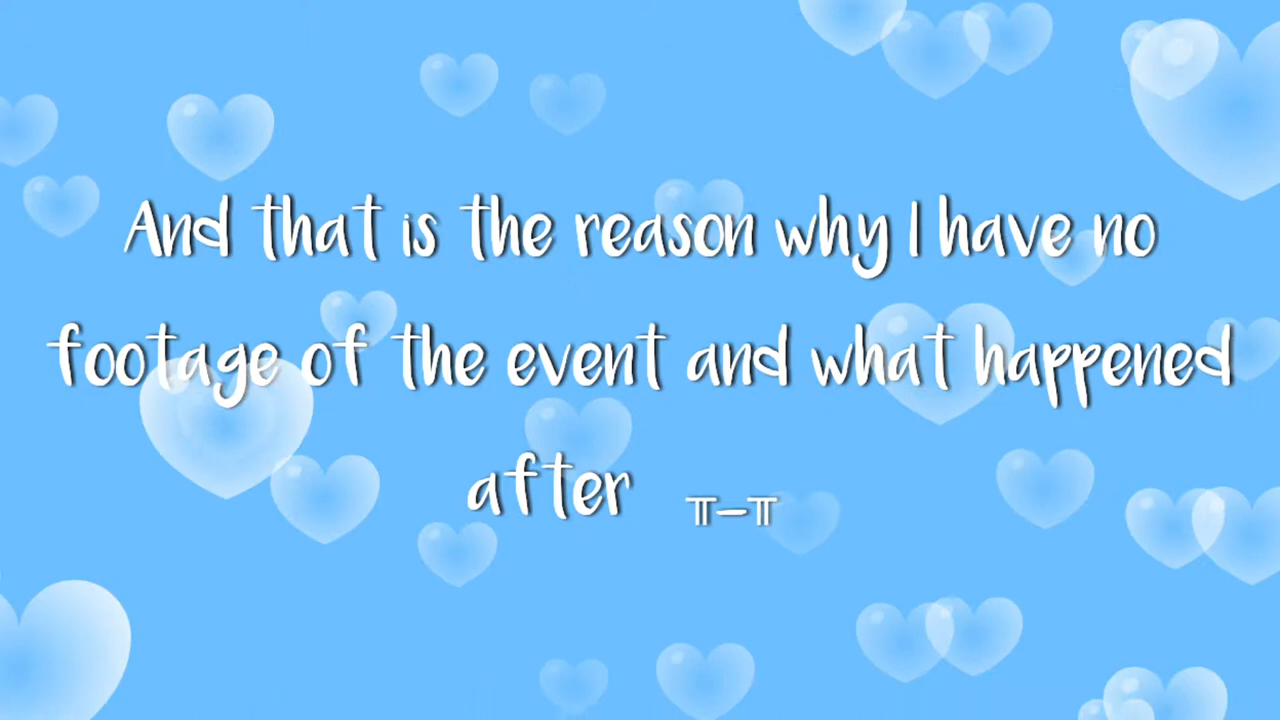 And that is the reason why I have no
footage of the event and what happened
after π-π